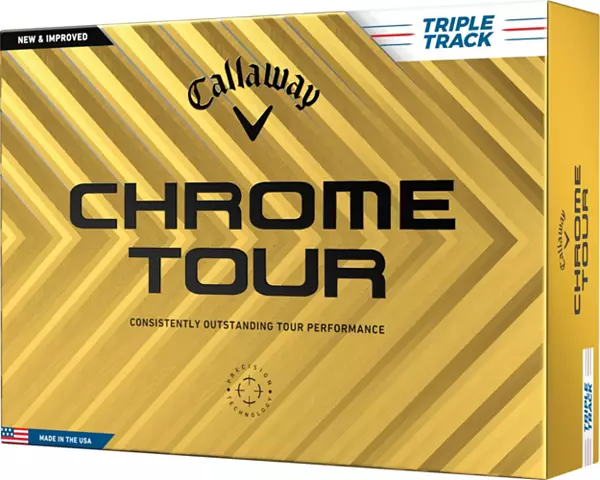 NEW & IMPROVED
TRIPLE
TRACK
Callaway
CHROME
TOUR
CONSISTENTLY OUTSTANDING TOUR PERFORMANCE
PRECISION
TECHNOLOGY
MADE IN THE USA
Callaway
CHROME
TOUR
TRIPLE
TRACK